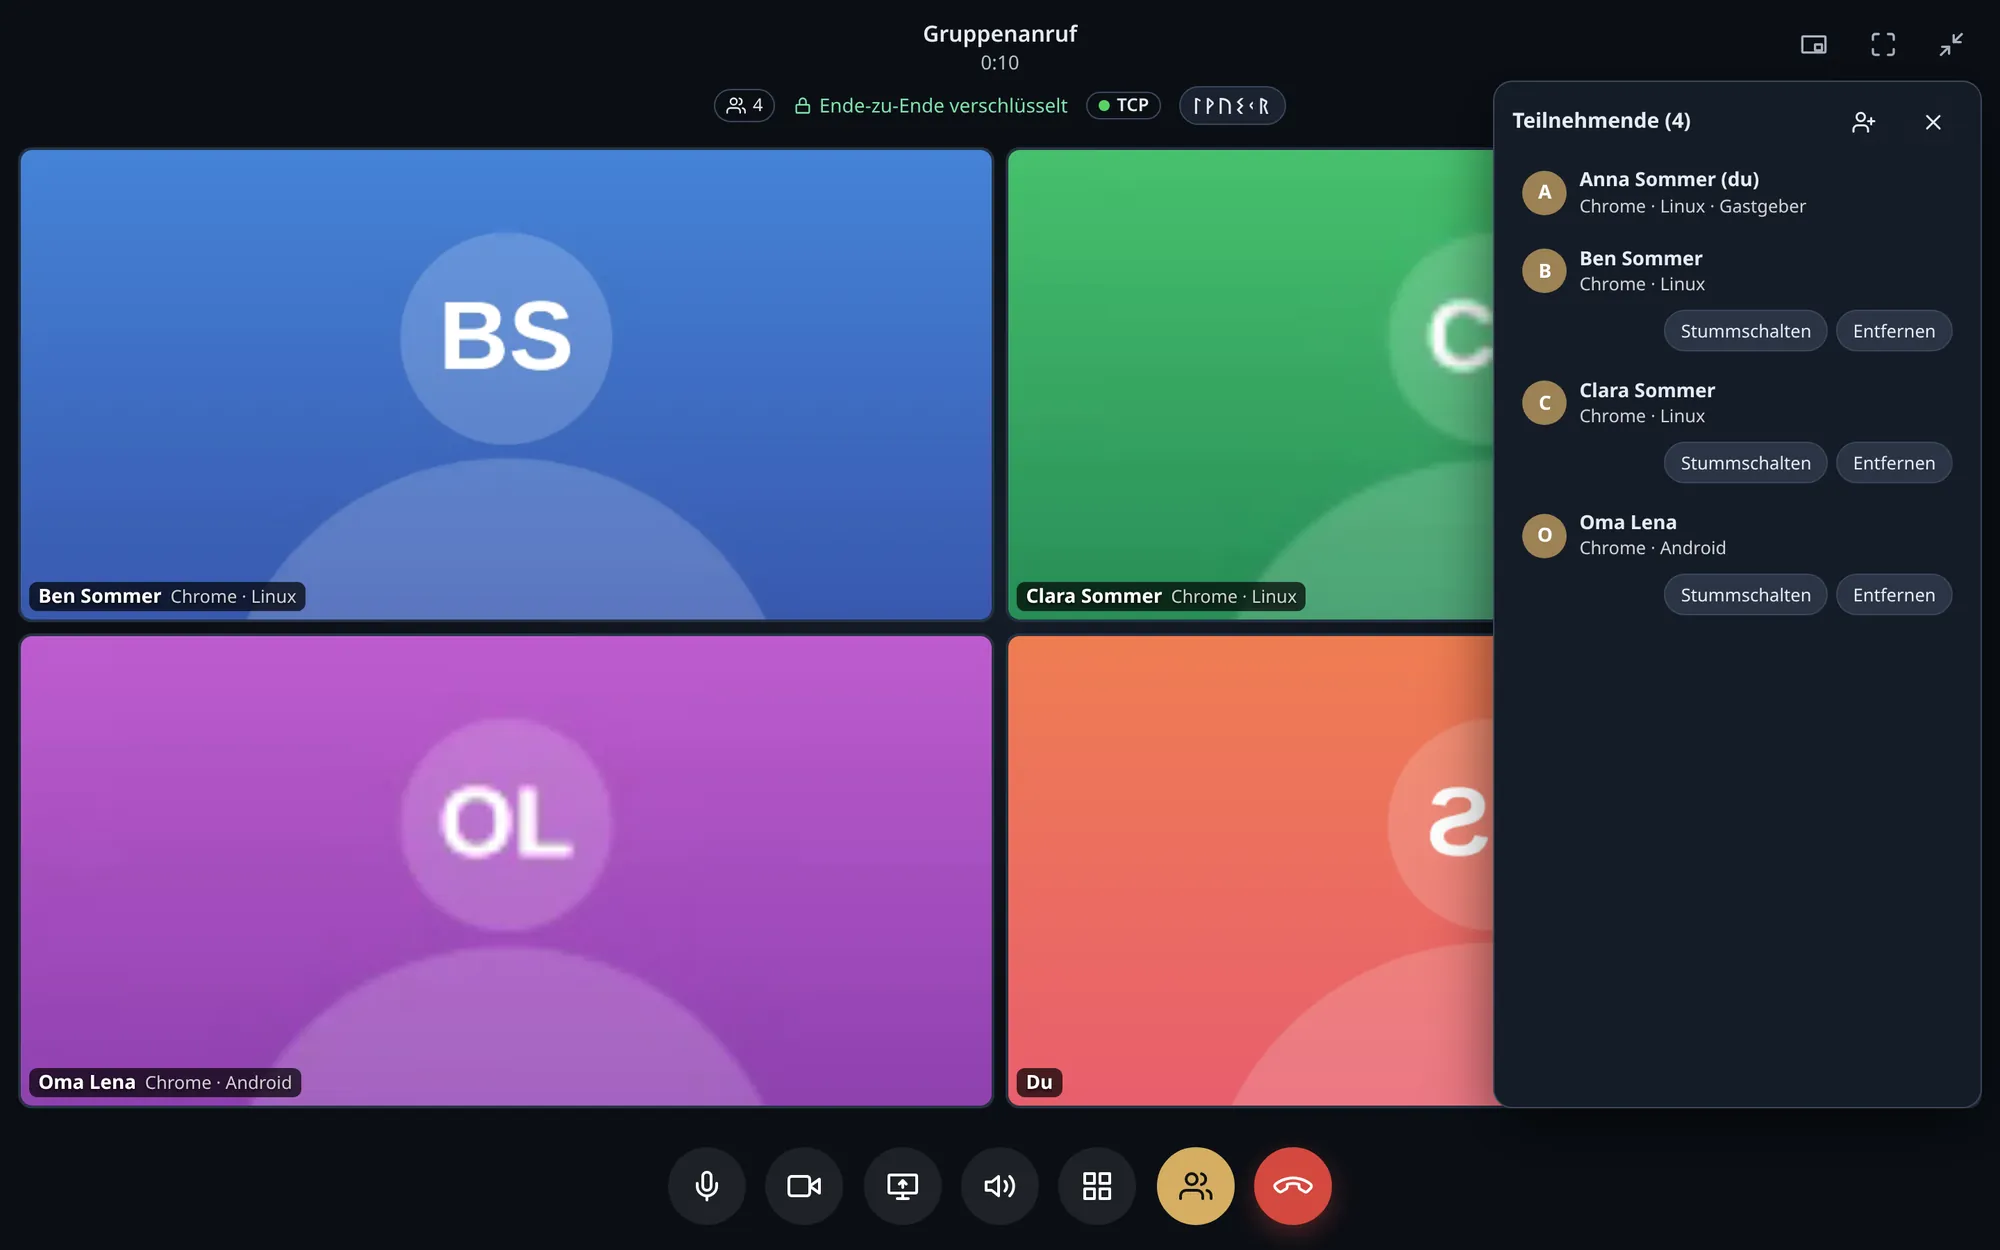 Gruppenanruf
0:10
4 Ende-zu-Ende verschlüsselt TCP ᛚᚹᚢᛊᚲᚱ
Teilnehmende (4)
A Anna Sommer (du)
Chrome · Linux · Gastgeber
B Ben Sommer
Chrome · Linux
Stummschalten Entfernen
C Clara Sommer
Chrome · Linux
Stummschalten Entfernen
O Oma Lena
Chrome · Android
Stummschalten Entfernen
BS
C
Ben Sommer Chrome · Linux
Clara Sommer Chrome · Linux
OL
S
Oma Lena Chrome · Android
Du